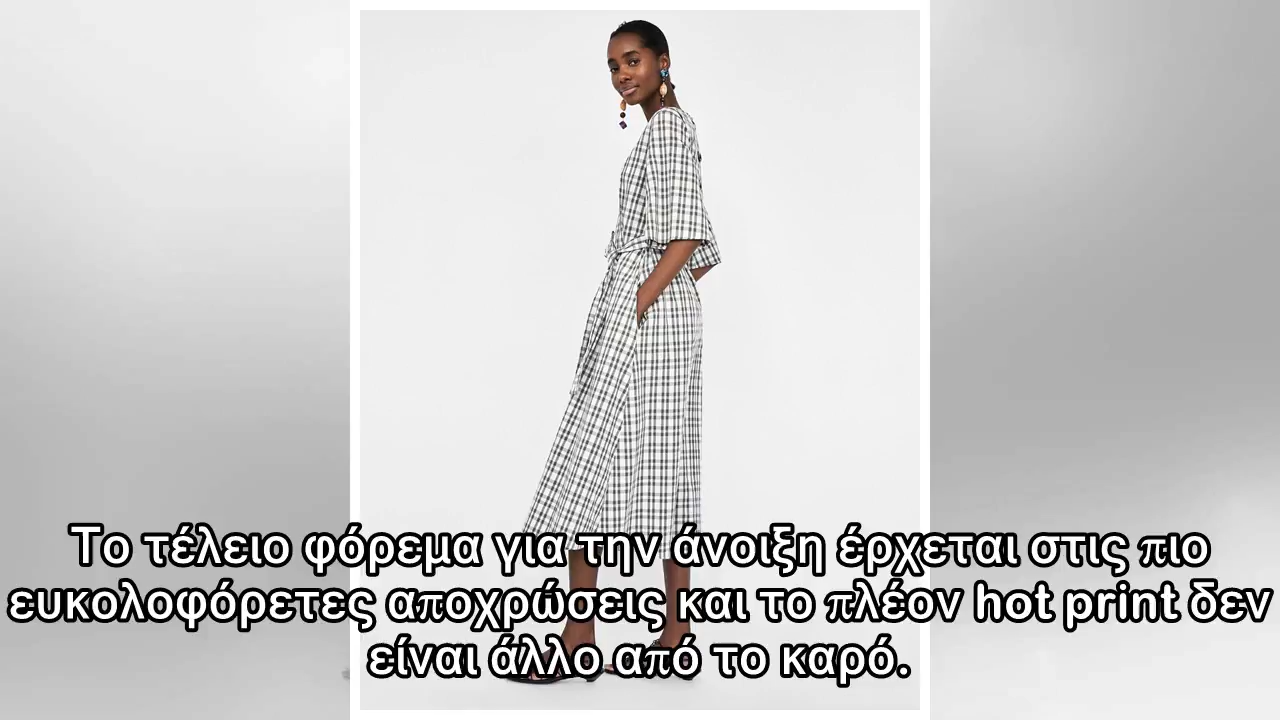 Το τέλειο φόρεμα για την άνοιξη έρχεται στις πιο
ευκολοφόρετες αποχρώσεις και το πλέον hot print δεν
είναι άλλο από το καρό.